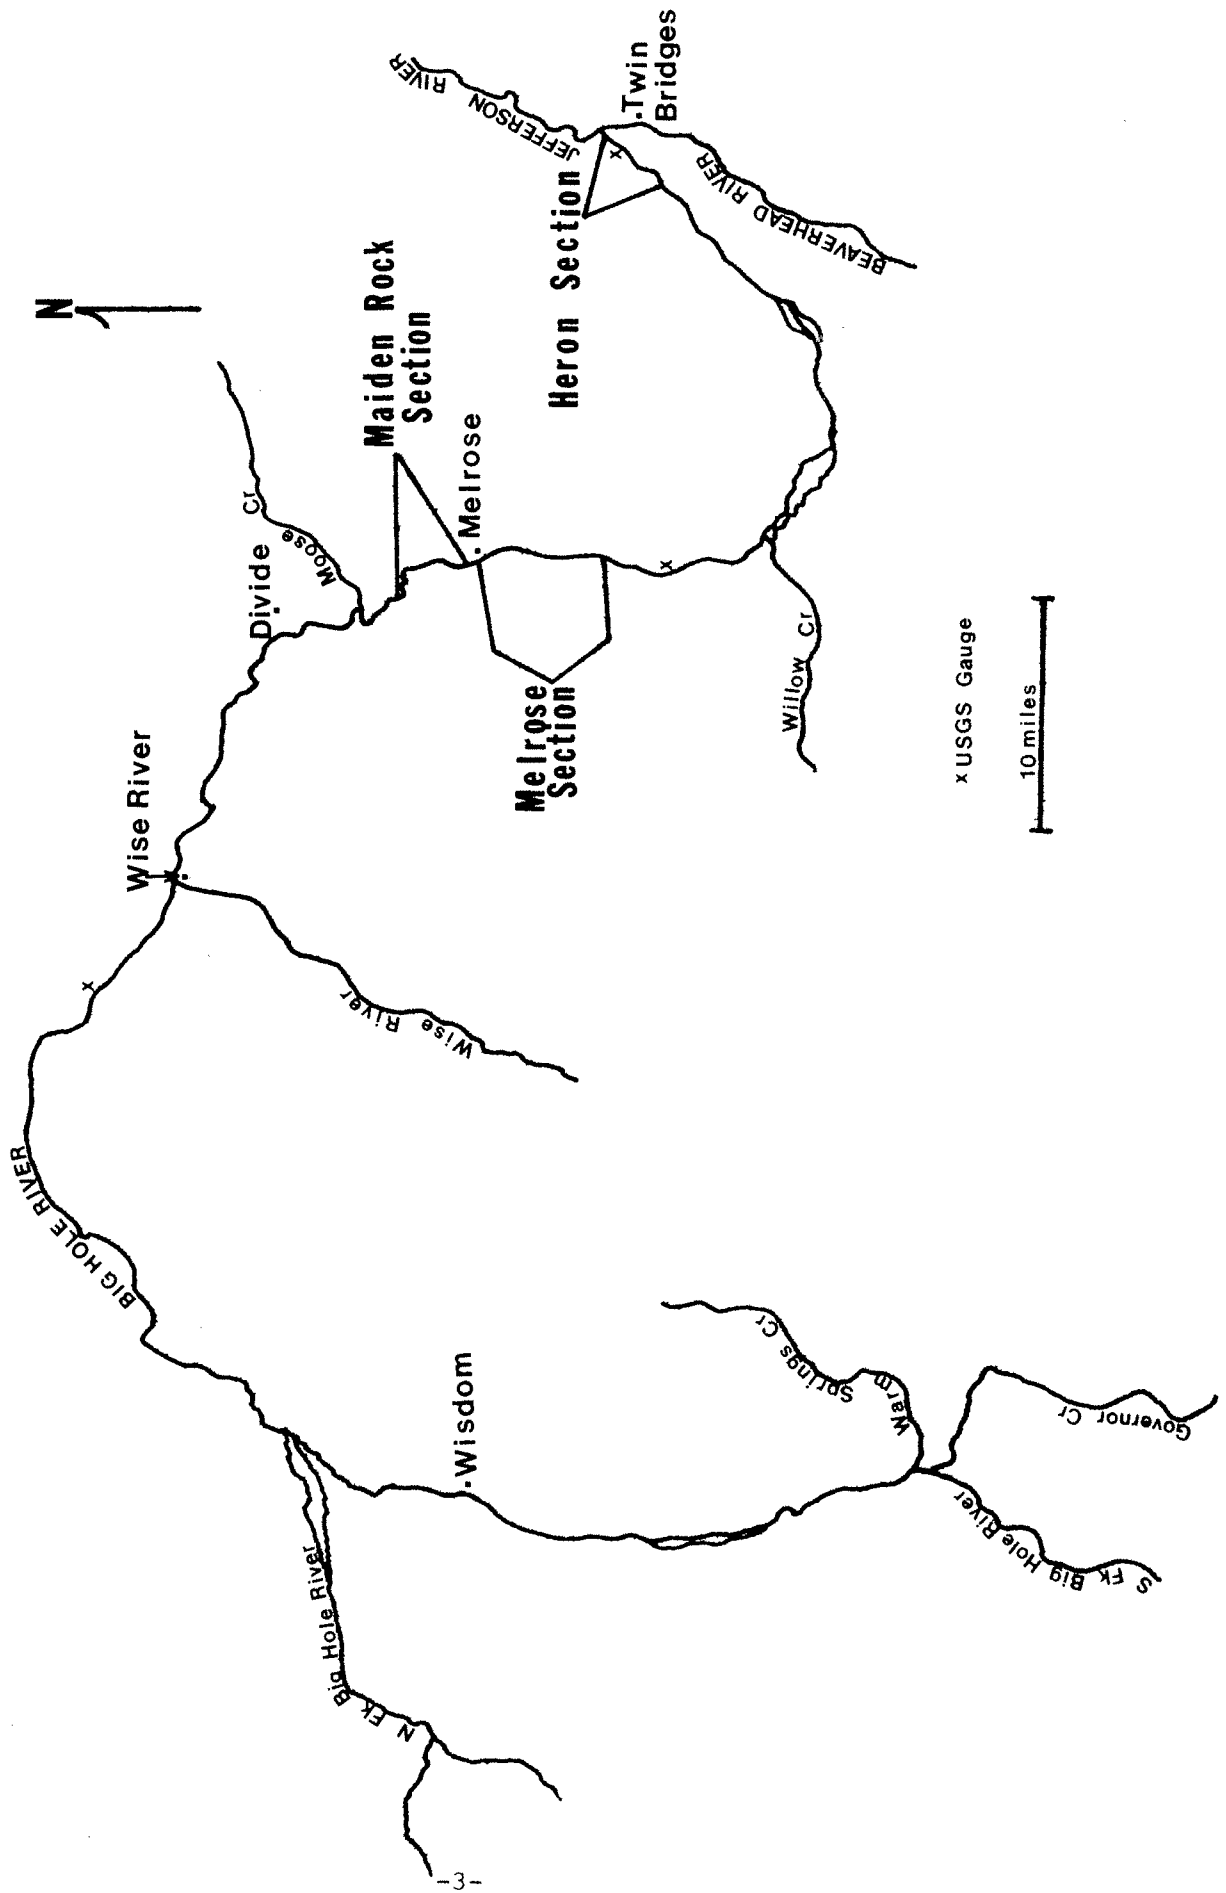 N
BIG HOLE RIVER
Wise River
Divide
Moose Cr
Maiden Rock
Section
JEFFERSON RIVER
.Twin
Bridges
Heron Section
BEAVERHEAD RIVER
.Melrose
Melrose
Section
Wise River
Willow Cr
.Wisdom
N Fk Big Hole River
Warm Springs Cr
Governor Cr
S Fk Big Hole River
x USGS Gauge
10 miles
x
x
x
x
-3-